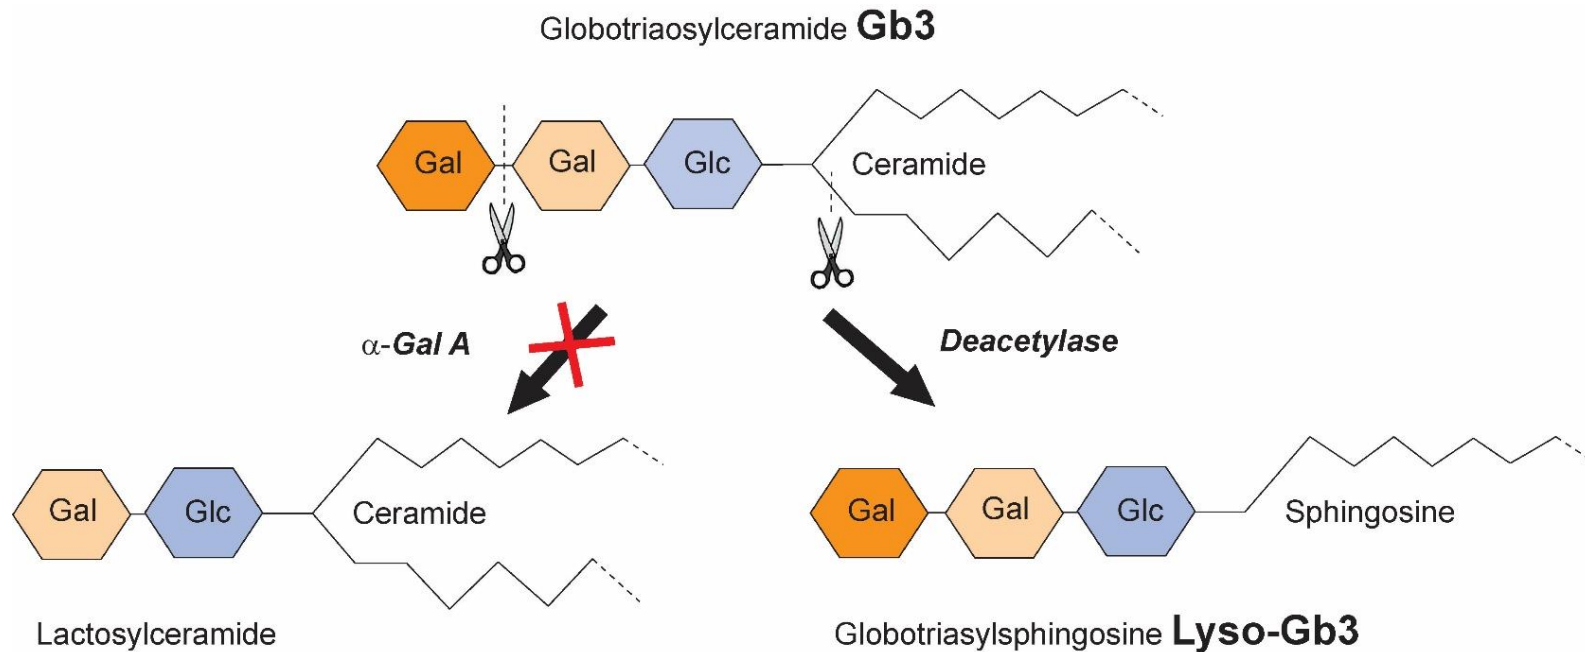 Globotriaosylceramide Gb3
Gal Gal Glc Ceramide
α-Gal A
Deacetylase
Gal Glc Ceramide
Gal Gal Glc Sphingosine
Lactosylceramide
Globotriasylsphingosine Lyso-Gb3